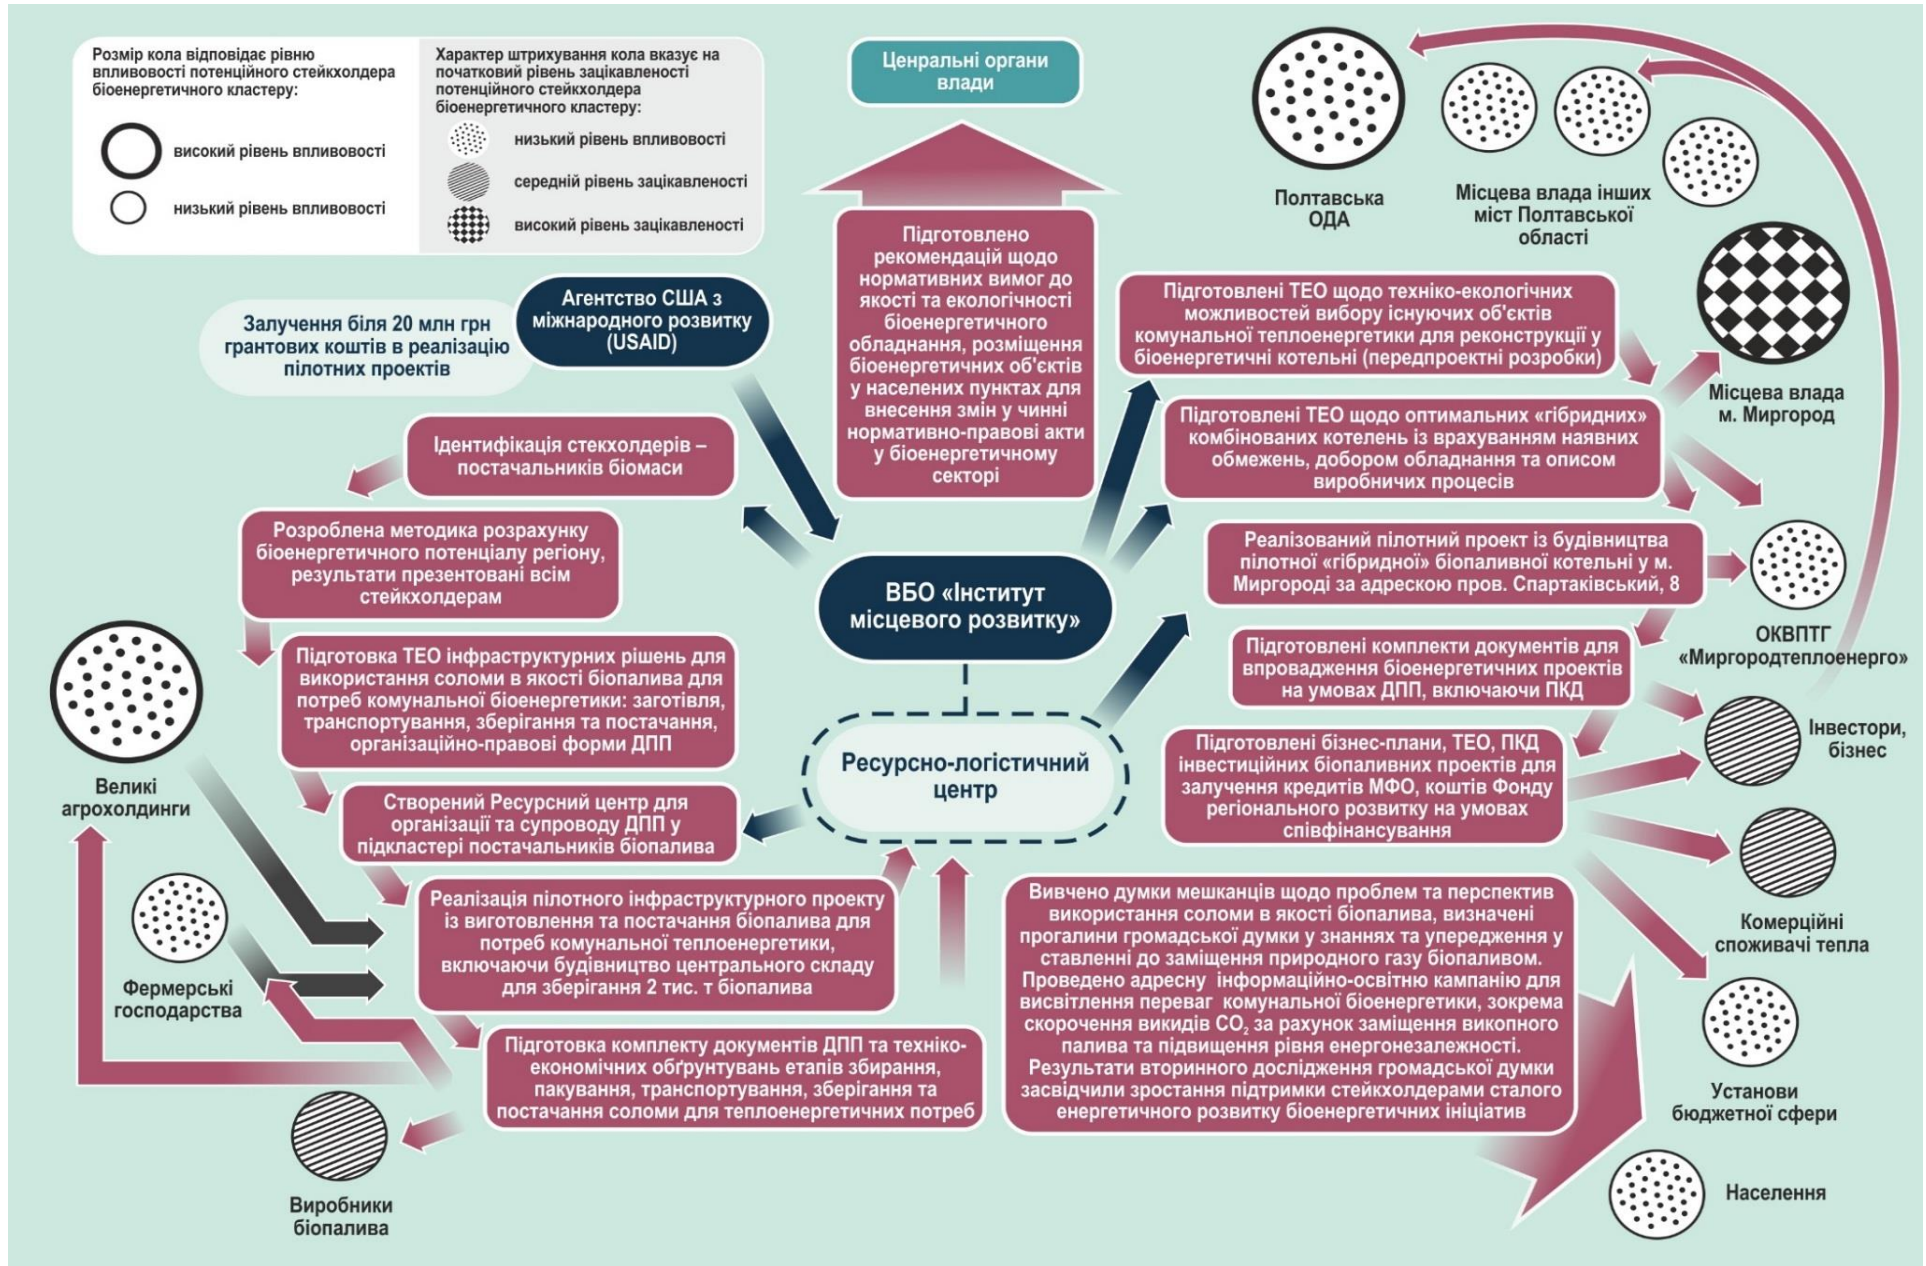 Розмір кола відповідає рівню
впливовості потенційного стейкхолдера
біоенергетичного кластеру:
високий рівень впливовості
низький рівень впливовості
Характер штрихування кола вказує на
початковий рівень зацікавленості
потенційного стейкхолдера
біоенергетичного кластеру:
низький рівень впливовості
середній рівень зацікавленості
високий рівень зацікавленості
Ценральні органи
влади
Полтавська
ОДА
Місцева влада інших
міст Полтавської
області
Місцева влада
м. Миргород
Залучення біля 20 млн грн
грантових коштів в реалізацію
пілотних проектів
Агентство США з
міжнародного розвитку
(USAID)
Підготовлено
рекомендацій щодо
нормативних вимог до
якості та екологічності
біоенергетичного
обладнання, розміщення
біоенергетичних об'єктів
у населених пунктах для
внесення змін у чинні
нормативно-правові акти
у біоенергетичному
секторі
Підготовлені ТЕО щодо техніко-екологічних
можливостей вибору існуючих об'єктів
комунальної теплоенергетики для реконструкції у
біоенергетичні котельні (передпроектні розробки)
Підготовлені ТЕО щодо оптимальних «гібридних»
комбінованих котелень із врахуванням наявних
обмежень, добором обладнання та описом
виробничих процесів
Ідентифікація стекхолдерів –
постачальників біомаси
Розроблена методика розрахунку
біоенергетичного потенціалу регіону,
результати презентовані всім
стейкхолдерам
ВБО «Інститут
місцевого розвитку»
Реалізований пілотний проект із будівництва
пілотної «гібридної» біопаливної котельні у м.
Миргороді за адрескою пров. Спартаківський, 8
ОКВПТГ
«Миргородтеплоенерго»
Підготовка ТЕО інфраструктурних рішень для
використання соломи в якості біопалива для
потреб комунальної біоенергетики: заготівля,
транспортування, зберігання та постачання,
організаційно-правові форми ДПП
Підготовлені комплекти документів для
впровадження біоенергетичних проектів
на умовах ДПП, включаючи ПКД
Інвестори,
бізнес
Великі
агрохолдинги
Ресурсно-логістичний
центр
Підготовлені бізнес-плани, ТЕО, ПКД
інвестиційних біопаливних проектів для
залучення кредитів МФО, коштів Фонду
регіонального розвитку на умовах
співфінансування
Створений Ресурсний центр для
організації та супроводу ДПП у
підкластері постачальників біопалива
Комерційні
споживачі тепла
Реалізація пілотного інфраструктурного проекту
із виготовлення та постачання біопалива для
потреб комунальної теплоенергетики,
включаючи будівництво центрального складу
для зберігання 2 тис. т біопалива
Фермерські
господарства
Вивчено думки мешканців щодо проблем та перспектив
використання соломи в якості біопалива, визначені
прогалини громадської думки у знаннях та упередження у
ставленні до заміщення природного газу біопаливом.
Проведено адресну інформаційно-освітню кампанію для
висвітлення переваг комунальної біоенергетики, зокрема
скорочення викидів CO₂ за рахунок заміщення викопного
палива та підвищення рівня енергонезалежності.
Результати вторинного дослідження громадської думки
засвідчили зростання підтримки стейкхолдерами сталого
енергетичного розвитку біоенергетичних ініціатив
Підготовка комплекту документів ДПП та техніко-
економічних обґрунтувань етапів збирання,
пакування, транспортування, зберігання та
постачання соломи для теплоенергетичних потреб
Установи
бюджетної сфери
Виробники
біопалива
Населення